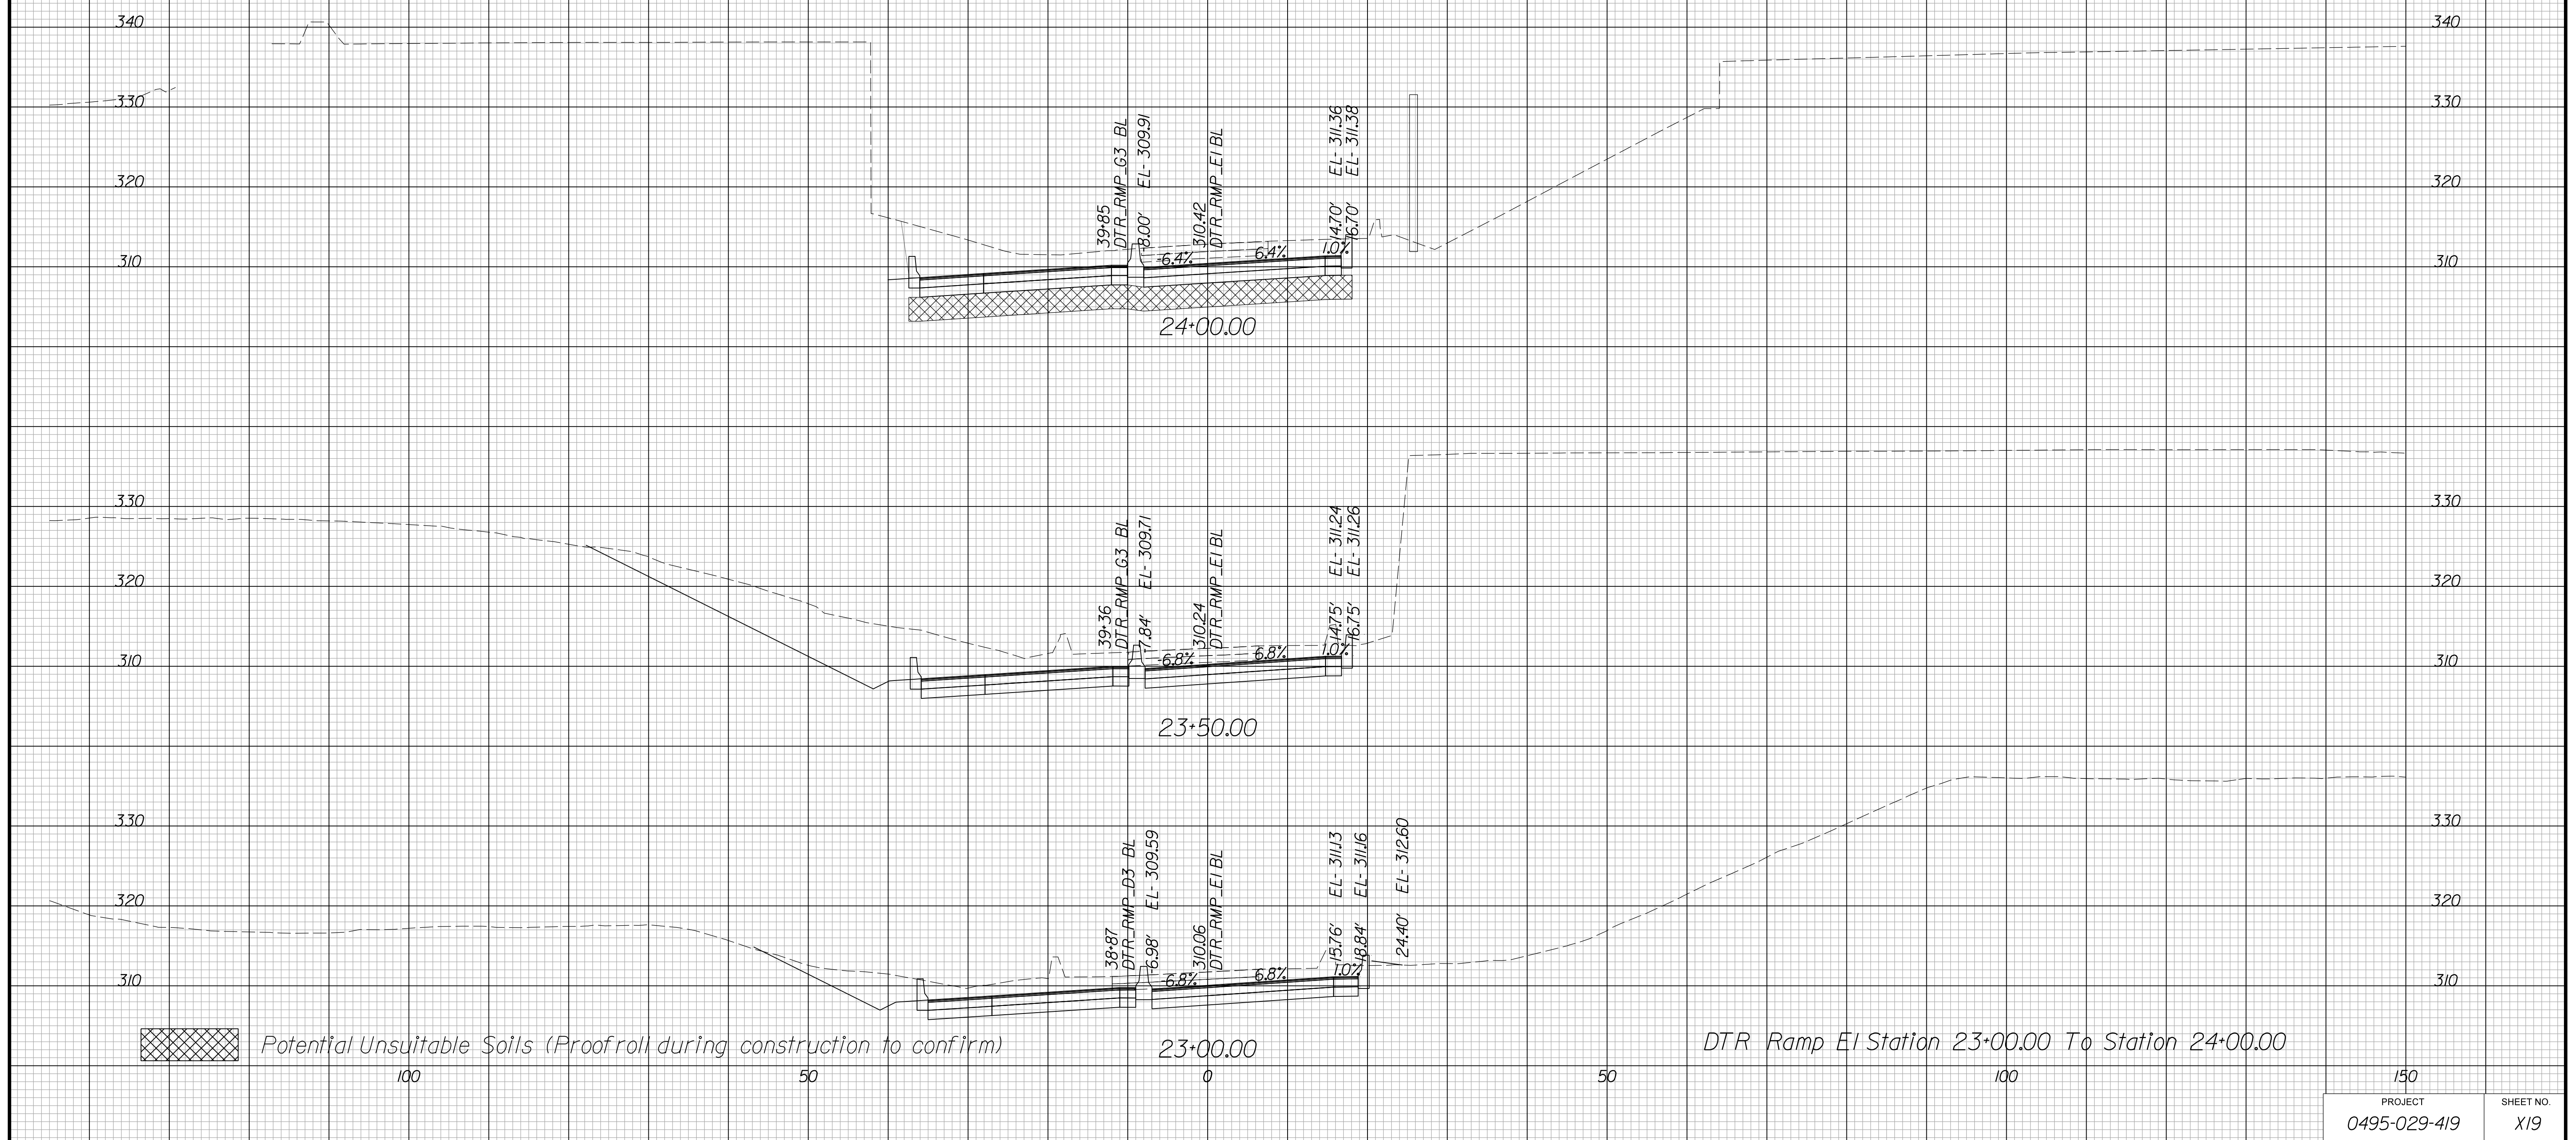 340 340
330 330
320 320
310 310
39+85
DTR_RMP_G3 BL
-8.00' EL- 309.91
310.42
DTR_RMP_E1 BL
14.70' EL- 311.36
16.70' EL- 311.38
-6.4% 6.4% 1.0%
24+00.00
330 330
320 320
310 310
39+36
DTR_RMP_G3 BL
-7.84' EL- 309.71
310.24
DTR_RMP_E1 BL
14.75' EL- 311.24
16.75' EL- 311.26
-6.8% 6.8% 1.0%
23+50.00
330 330
320 320
310 310
38+87
DTR_RMP_D3 BL
-6.98' EL- 309.59
310.06
DTR_RMP_E1 BL
15.76' EL- 311.13
18.84' EL- 311.16
24.40' EL- 312.60
-6.8% 6.8% 1.0%
23+00.00
Potential Unsuitable Soils (Proofroll during construction to confirm)
DTR Ramp E1 Station 23+00.00 To Station 24+00.00
100 50 0 50 100 150
PROJECT SHEET NO.
0495-029-419 X19